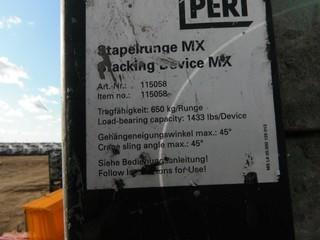 PERI
Stapelrunge MX
Stacking Device MX
Art.-Nr.: 115058
Item no.: 115058
Tragfähigkeit: 650 kg/Runge
Load-bearing capacity: 1433 lbs/Device
Gehängeneigungswinkel max.: 45°
Crane sling angle max.: 45°
Siehe Bedienungsanleitung!
Follow Instructions for Use!